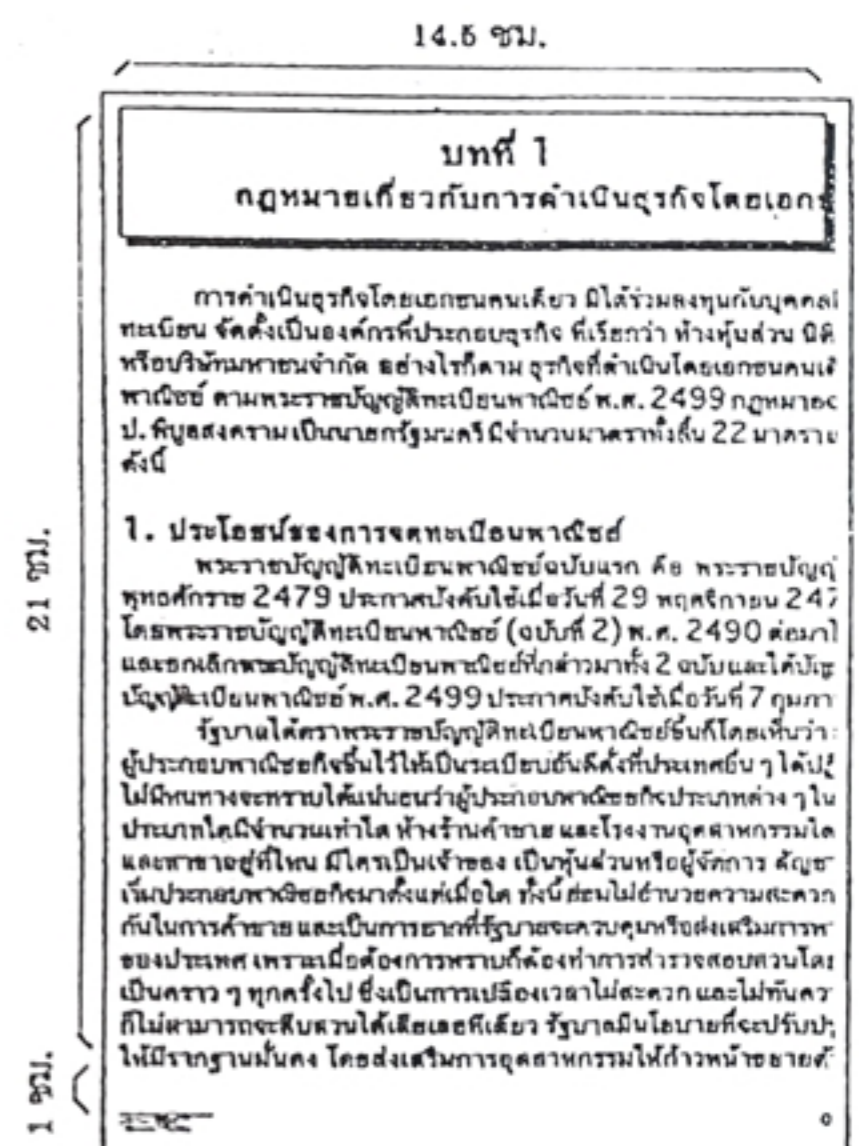 14.5 ซม.
บทที่ 1
กฎหมายเกี่ยวกับการดำเนินธุรกิจโดยเอกช
การดำเนินธุรกิจโดยเอกชนคนเดียว มิได้ร่วมลงทุนกับบุคคลอ
ทะเบียน จัดตั้งเป็นองค์กรที่ประกอบธุรกิจ ที่เรียกว่า ห้างหุ้นส่วน นิติ
หรือบริษัทมหาชนจำกัด อย่างไรก็ตาม ธุรกิจที่ดำเนินโดยเอกชนคนเดี
พาณิชย์ ตามพระราชบัญญัติทะเบียนพาณิชย์ พ.ศ. 2499 กฎหมายฉ
ป. พิบูลสงคราม เป็นนายกรัฐมนตรี มีจำนวนมาตราทั้งสิ้น 22 มาตราราย
ดังนี้
1. ประโยชน์ของการจดทะเบียนพาณิชย์
พระราชบัญญัติทะเบียนพาณิชย์ฉบับแรก คือ พระราชบัญญั
พุทธศักราช 2479 ประกาศบังคับใช้เมื่อวันที่ 29 พฤศจิกายน 247
โดยพระราชบัญญัติทะเบียนพาณิชย์ (ฉบับที่ 2) พ.ศ. 2490 ต่อมาไ
และยกเลิกพระบัญญัติทะเบียนพาณิชย์ที่กล่าวมาทั้ง 2 ฉบับและได้บัญ
บัญญัติทะเบียนพาณิชย์ พ.ศ. 2499 ประกาศบังคับใช้เมื่อวันที่ 7 กุมภา
รัฐบาลได้ตราพระราชบัญญัติทะเบียนพาณิชย์ขึ้นก็โดยเห็นว่า
ผู้ประกอบพาณิชยกิจขึ้นไว้ให้เป็นระเบียบอันดีดั่งที่ประเทศอื่น ๆ ได้ปฏิ
ไม่มีหนทางจะทราบได้แน่นอนว่าผู้ประกอบพาณิชยกิจประเภทต่าง ๆ ใน
ประเภทใดมีจำนวนเท่าใด ห้างร้านค้าขาย และโรงงานอุตสาหกรรมใด
และสาขาอยู่ที่ไหน มีใครเป็นเจ้าของ เป็นหุ้นส่วนหรือผู้จัดการ สัญชา
เริ่มประกอบพาณิชยกิจมาตั้งแต่เมื่อใด ทั้งนี้ย่อมไม่อำนวยความสะดวก
กันในการค้าขาย และเป็นการยากที่รัฐบาลจะควบคุมหรือส่งเสริมการพา
ของประเทศ เพราะเมื่อต้องการทราบก็ต้องทำการสำรวจสอบสวนโดย
เป็นคราว ๆ ทุกครั้งไป ซึ่งเป็นการเปลืองเวลาไม่สะดวก และไม่ทันคว
ก็ไม่สามารถจะสืบสวนได้เสียเลยทีเดียว รัฐบาลมีนโยบายที่จะปรับปรุ
ให้มีรากฐานมั่นคง โดยส่งเสริมการอุตสาหกรรมให้ก้าวหน้าขยายตั
21 ซม.
1 ซม.